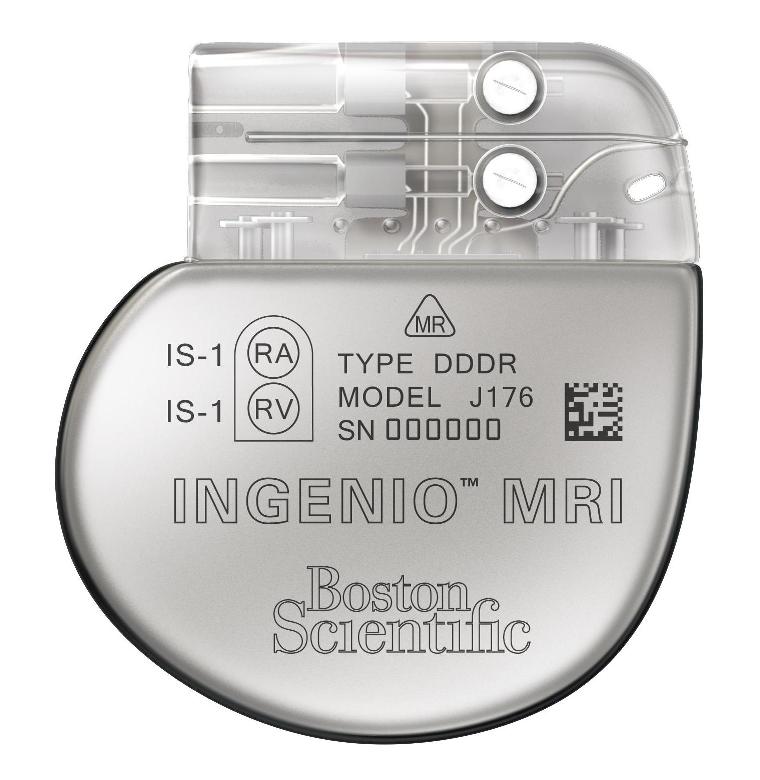 MR
IS-1 RA TYPE DDDR
IS-1 RV MODEL J176
SN 000000
INGENIO™ MRI
Boston
Scientific